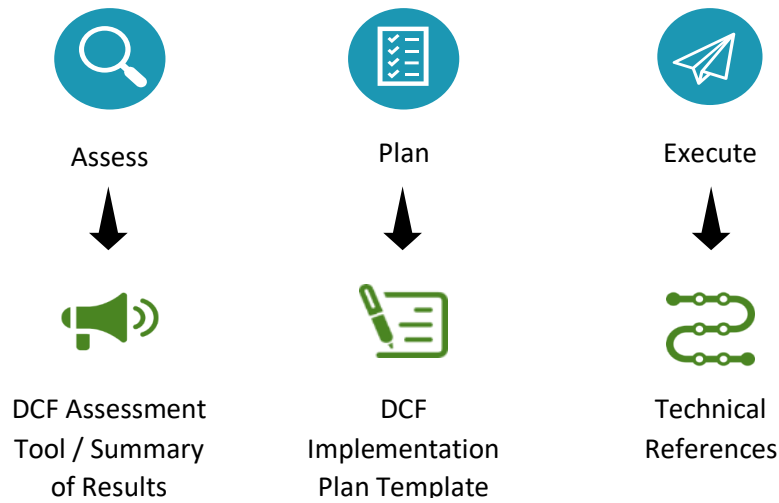 Assess
Plan
Execute
DCF Assessment
Tool / Summary
of Results
DCF
Implementation
Plan Template
Technical
References